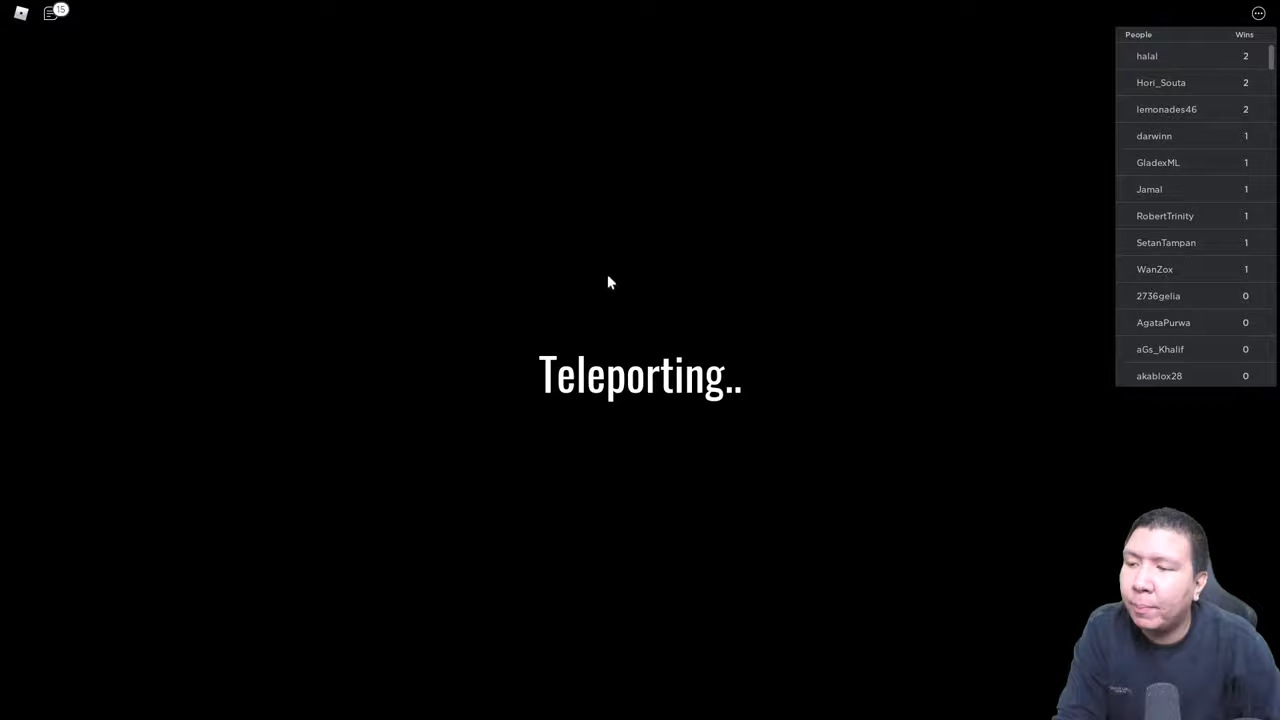 15
People Wins
halal 2
Hori_Souta 2
lemonades46 2
darwinn 1
GladexML 1
Jamal 1
RobertTrinity 1
SetanTampan 1
WanZox 1
2736gelia 0
AgataPurwa 0
aGs_Khalif 0
akablox28 0
Teleporting..